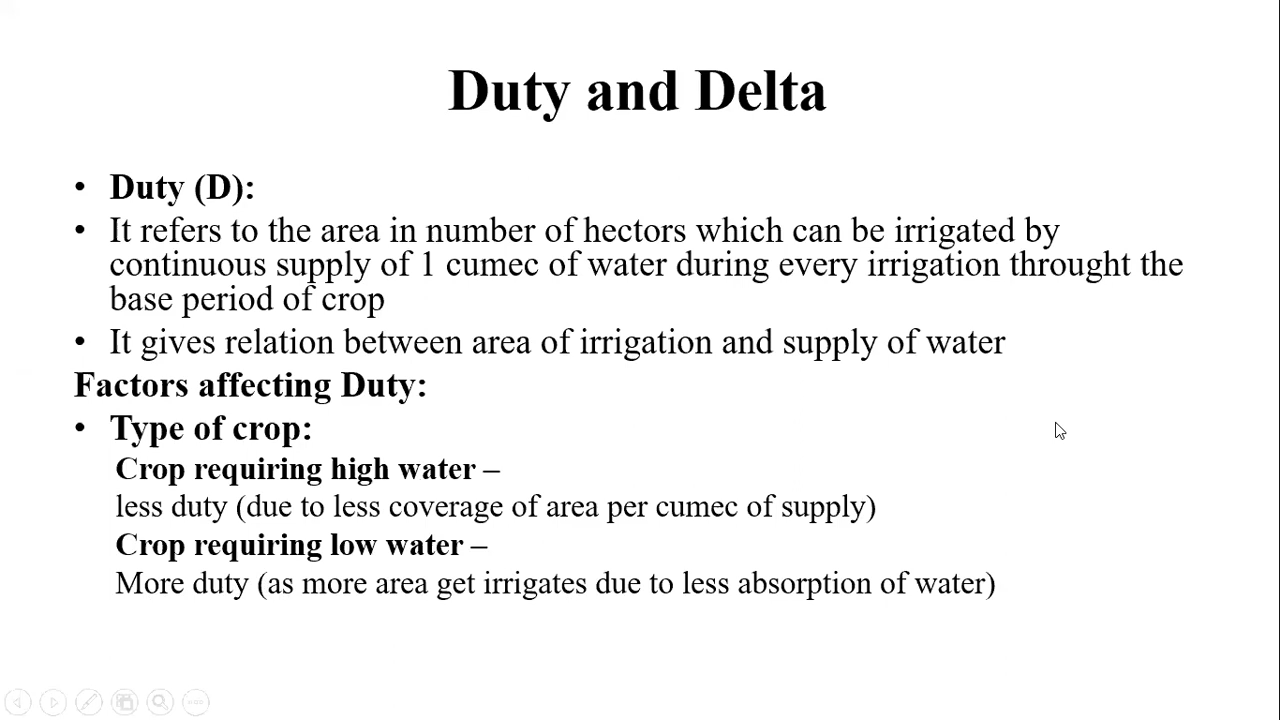 Duty and Delta
• Duty (D):
• It refers to the area in number of hectors which can be irrigated by
continuous supply of 1 cumec of water during every irrigation throught the
base period of crop
• It gives relation between area of irrigation and supply of water
Factors affecting Duty:
• Type of crop:
Crop requiring high water –
less duty (due to less coverage of area per cumec of supply)
Crop requiring low water –
More duty (as more area get irrigates due to less absorption of water)